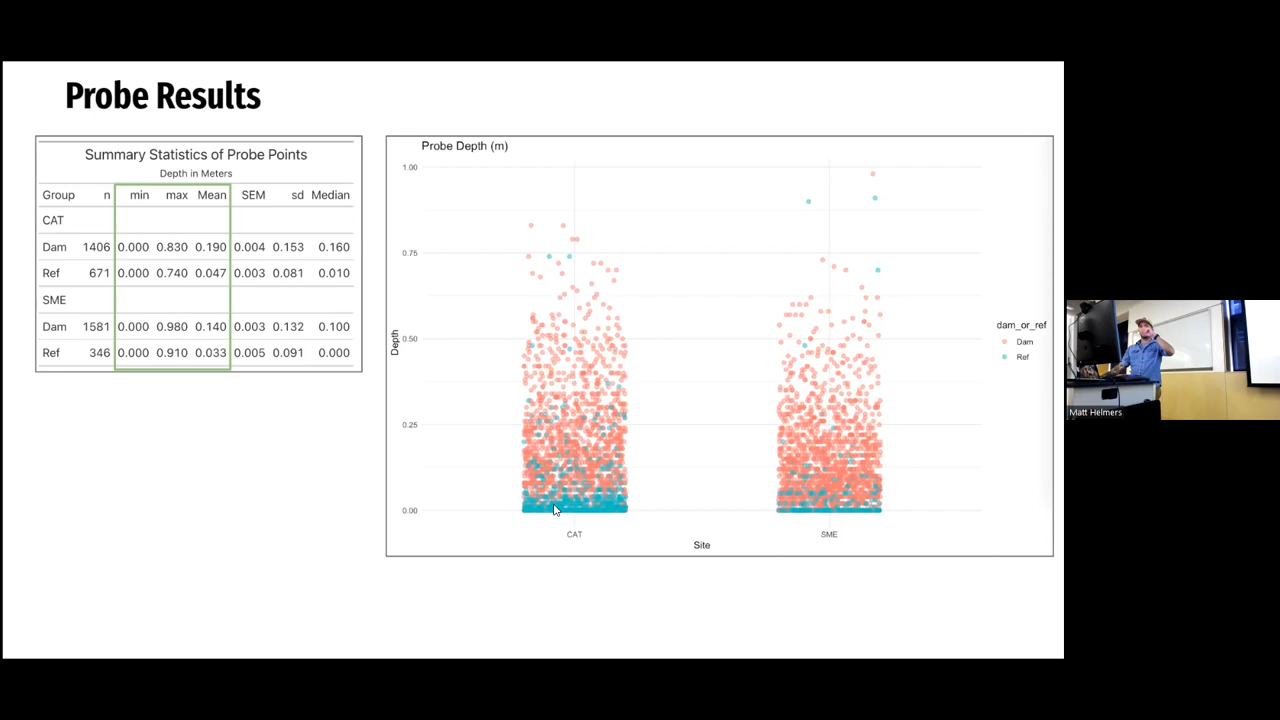 Probe Results
Summary Statistics of Probe Points
Depth in Meters
Group n min max Mean SEM sd Median
CAT
Dam 1406 0.000 0.830 0.190 0.004 0.153 0.160
Ref 671 0.000 0.740 0.047 0.003 0.081 0.010
SME
Dam 1581 0.000 0.980 0.140 0.003 0.132 0.100
Ref 346 0.000 0.910 0.033 0.005 0.091 0.000
Probe Depth (m)
1.00
0.75
0.50
0.25
0.00
Depth
CAT SME
Site
dam_or_ref
Dam
Ref
Matt Helmers